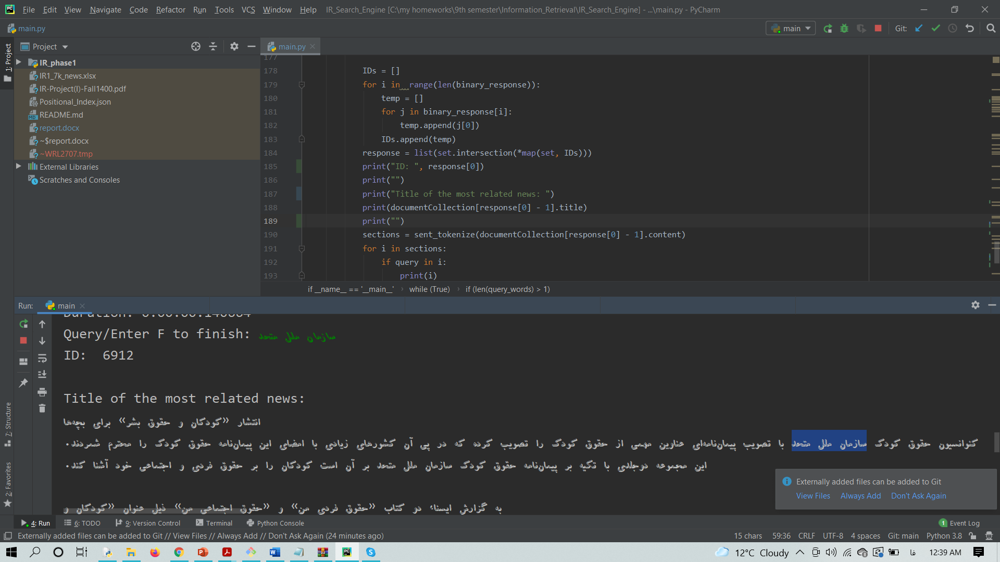 File Edit View Navigate Code Refactor Run Tools VCS Window Help IR_Search_Engine [C:\my homeworks\9th semester\Information_Retrieval\IR_Search_Engine] - ...\main.py - PyCharm
main.py
main
Git:
1: Project
Project
IR_phase1
IR1_7k_news.xlsx
IR-Project(I)-Fall1400.pdf
Positional_Index.json
README.md
report.docx
~$report.docx
~WRL2707.tmp
External Libraries
Scratches and Consoles
main.py
177
178 IDs = []
179 for i in  range(len(binary_response)):
180 temp = []
181 for j in binary_response[i]:
182 temp.append(j[0])
183 IDs.append(temp)
184 response = list(set.intersection(*map(set, IDs)))
185 print("ID: ", response[0])
186 print("")
187 print("Title of the most related news: ")
188 print(documentCollection[response[0] - 1].title)
189 print("")
190 sections = sent_tokenize(documentCollection[response[0] - 1].content)
191 for i in sections:
192 if query in i:
193 print(i)
if __name__ == '__main__' › while (True) › if (len(query_words) > 1)
Run: main
Duration: 0:00:00.140604
Query/Enter F to finish: سازمان ملل متحد
ID:  6912
Title of the most related news:
انتشار «کودکان و حقوق بشر» برای بچه‌ها
کنوانسیون حقوق کودک سازمان ملل متحد با تصویب پیمان‌نامه‌ای عناوین مهمی از حقوق کودک را تصویب کرده که در پی آن کشورهای زیادی با امضای این پیمان‌نامه حقوق کودک را محترم شمردند.
این مجموعه دوجلدی با تکیه بر پیمان‌نامه حقوق کودک سازمان ملل متحد بر آن است کودکان را بر حقوق فردی و اجتماعی خود آشنا کند.
به گزارش ایسنا، دو کتاب «حقوق فردی من» و «حقوق اجتماعی من» ذیل عنوان «کودکان و
7: Structure
2: Favorites
Externally added files can be added to Git
View Files Always Add Don't Ask Again
4: Run 6: TODO 9: Version Control Terminal Python Console
1 Event Log
Externally added files can be added to Git // View Files // Always Add // Don't Ask Again (24 minutes ago)
15 chars 59:36 CRLF UTF-8 4 spaces Git: main Python 3.8
12°C Cloudy فا 12:39 AM